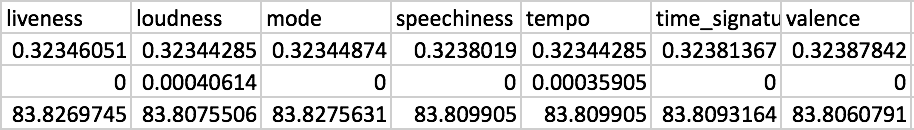 liveness loudness mode speechiness tempo time_signatu valence
0.32346051 0.32344285 0.32344874 0.3238019 0.32344285 0.32381367 0.32387842
0 0.00040614 0 0 0.00035905 0 0
83.8269745 83.8075506 83.8275631 83.809905 83.809905 83.8093164 83.8060791